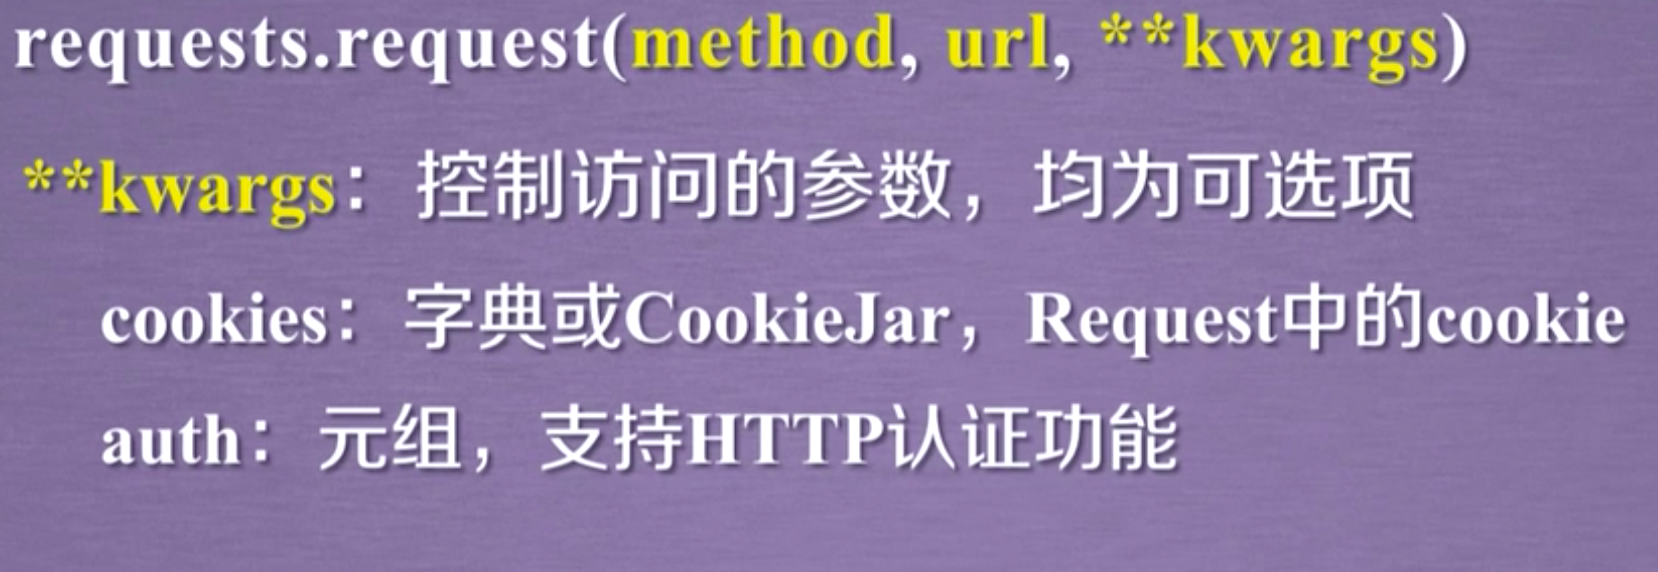 requests.request(method, url, **kwargs)
**kwargs：控制访问的参数，均为可选项
cookies：字典或CookieJar，Request中的cookie
auth：元组，支持HTTP认证功能